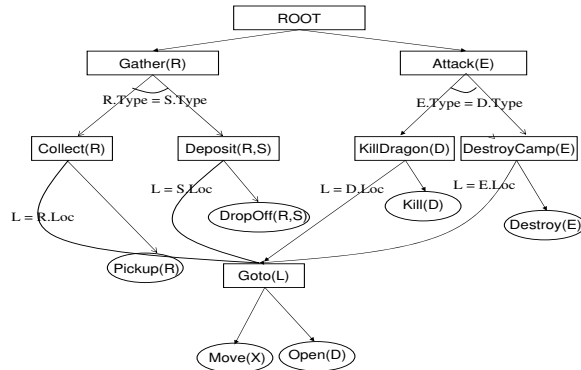 ROOT
Gather(R)
Attack(E)
R.Type = S.Type
E.Type = D.Type
Collect(R)
Deposit(R,S)
KillDragon(D)
DestroyCamp(E)
L = S.Loc
L = D.Loc
L = E.Loc
L = R.Loc
DropOff(R,S)
Kill(D)
Destroy(E)
Pickup(R)
Goto(L)
Move(X)
Open(D)